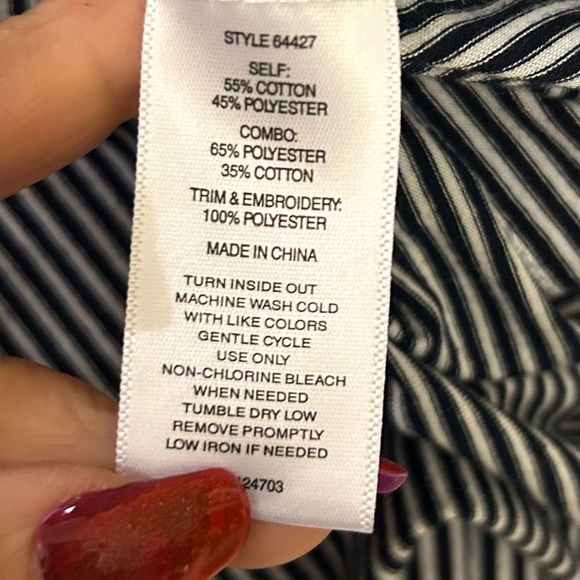 STYLE 64427
SELF:
55% COTTON
45% POLYESTER
COMBO:
65% POLYESTER
35% COTTON
TRIM & EMBROIDERY:
100% POLYESTER
MADE IN CHINA
TURN INSIDE OUT
MACHINE WASH COLD
WITH LIKE COLORS
GENTLE CYCLE
USE ONLY
NON-CHLORINE BLEACH
WHEN NEEDED
TUMBLE DRY LOW
REMOVE PROMPTLY
LOW IRON IF NEEDED
24703